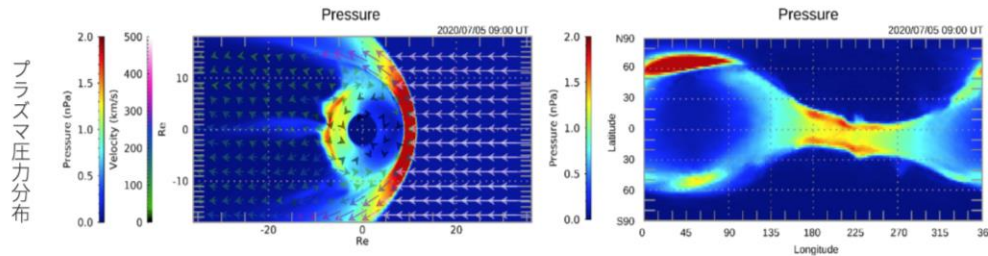 プラズマ圧力分布
Pressure
2020/07/05 09:00 UT
2.0
1.5
1.0
0.5
0.0
Pressure (nPa)
500
400
300
200
100
0
Velocity (km/s)
10
0
-10
Re
-20
0
20
Re
Pressure
2020/07/05 09:00 UT
2.0
1.5
1.0
0.5
0.0
Pressure (nPa)
N90
60
30
0
30
60
S90
Latitude
0
45
90
135
180
225
270
315
36
Longitude